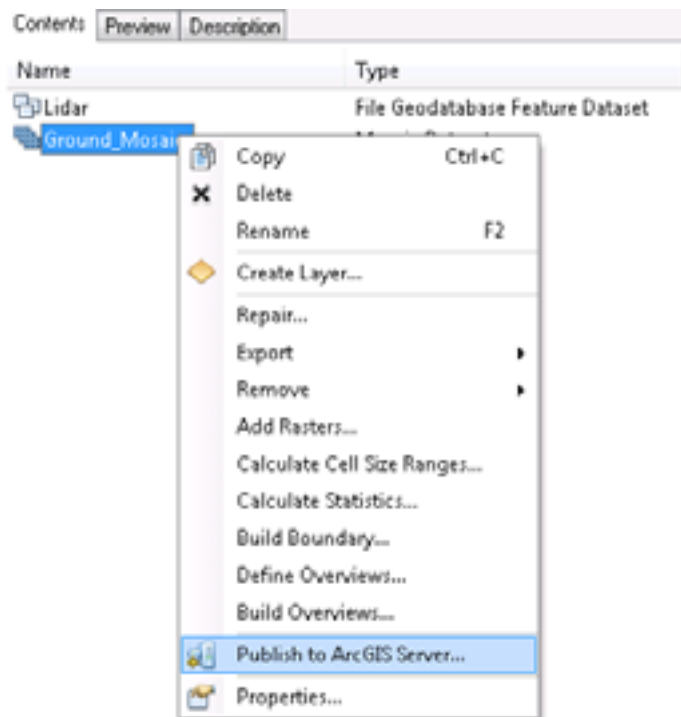 Contents Preview Description
Name Type
Lidar File Geodatabase Feature Dataset
Ground_Mosaic
Copy Ctrl+C
Delete
Rename F2
Create Layer...
Repair...
Export
Remove
Add Rasters...
Calculate Cell Size Ranges...
Calculate Statistics...
Build Boundary...
Define Overviews...
Build Overviews...
Publish to ArcGIS Server...
Properties...